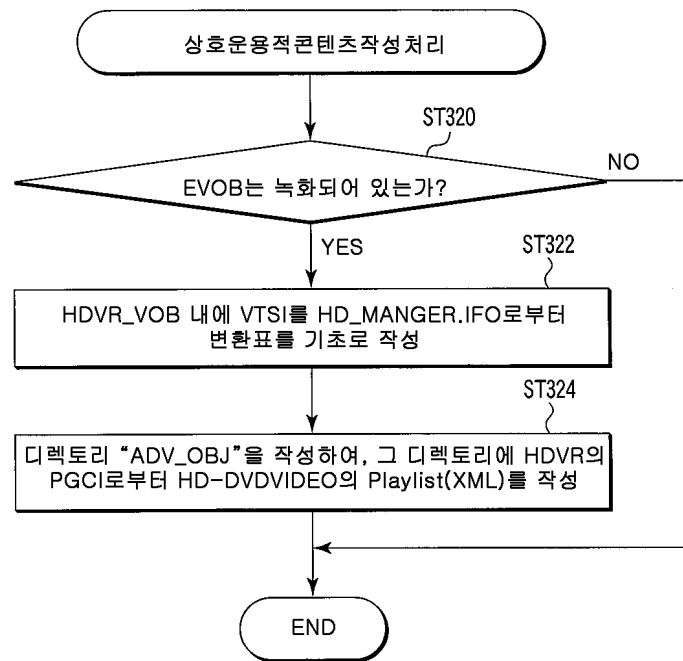 상호운용적콘텐츠작성처리
ST320
EVOB는 녹화되어 있는가?
NO
YES
ST322
HDVR_VOB 내에 VTSI를 HD_MANGER.IFO로부터
변환표를 기초로 작성
ST324
디렉토리 “ADV_OBJ”을 작성하여, 그 디렉토리에 HDVR의
PGCI로부터 HD-DVDVIDEO의 Playlist(XML)를 작성
END